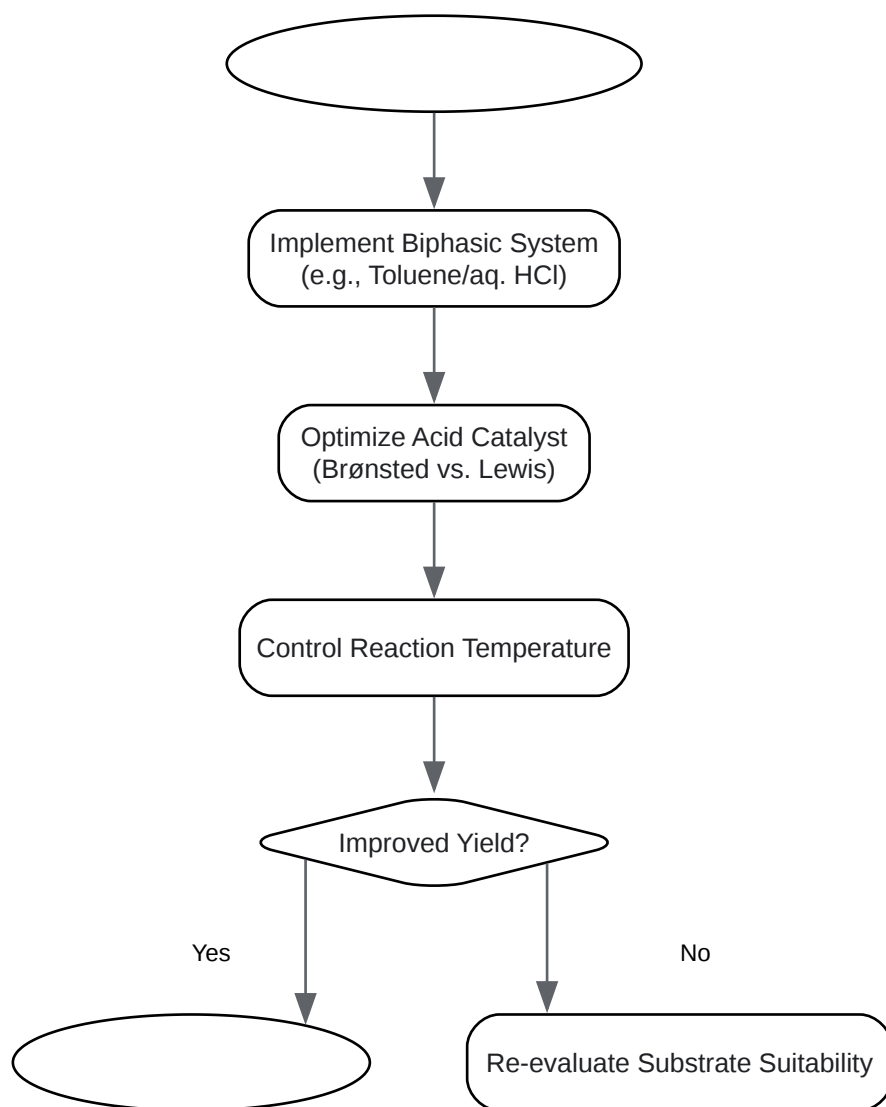 Implement Biphasic System
(e.g., Toluene/aq. HCl)
Optimize Acid Catalyst
(Brønsted vs. Lewis)
Control Reaction Temperature
Improved Yield?
Yes
No
Re-evaluate Substrate Suitability